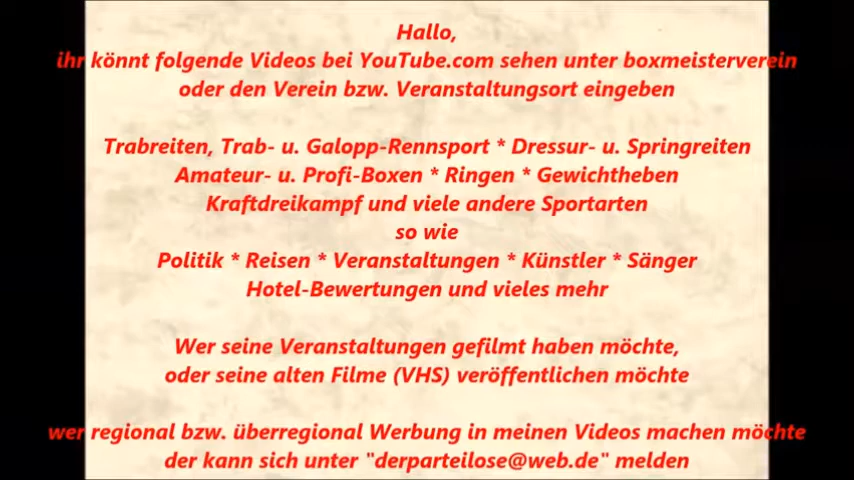 Hallo,
ihr könnt folgende Videos bei YouTube.com sehen unter boxmeisterverein
oder den Verein bzw. Veranstaltungsort eingeben
Trabreiten, Trab- u. Galopp-Rennsport * Dressur- u. Springreiten
Amateur- u. Profi-Boxen * Ringen * Gewichtheben
Kraftdreikampf und viele andere Sportarten
so wie
Politik * Reisen * Veranstaltungen * Künstler * Sänger
Hotel-Bewertungen und vieles mehr
Wer seine Veranstaltungen gefilmt haben möchte,
oder seine alten Filme (VHS) veröffentlichen möchte
wer regional bzw. überregional Werbung in meinen Videos machen möchte
der kann sich unter "derparteilose@web.de" melden